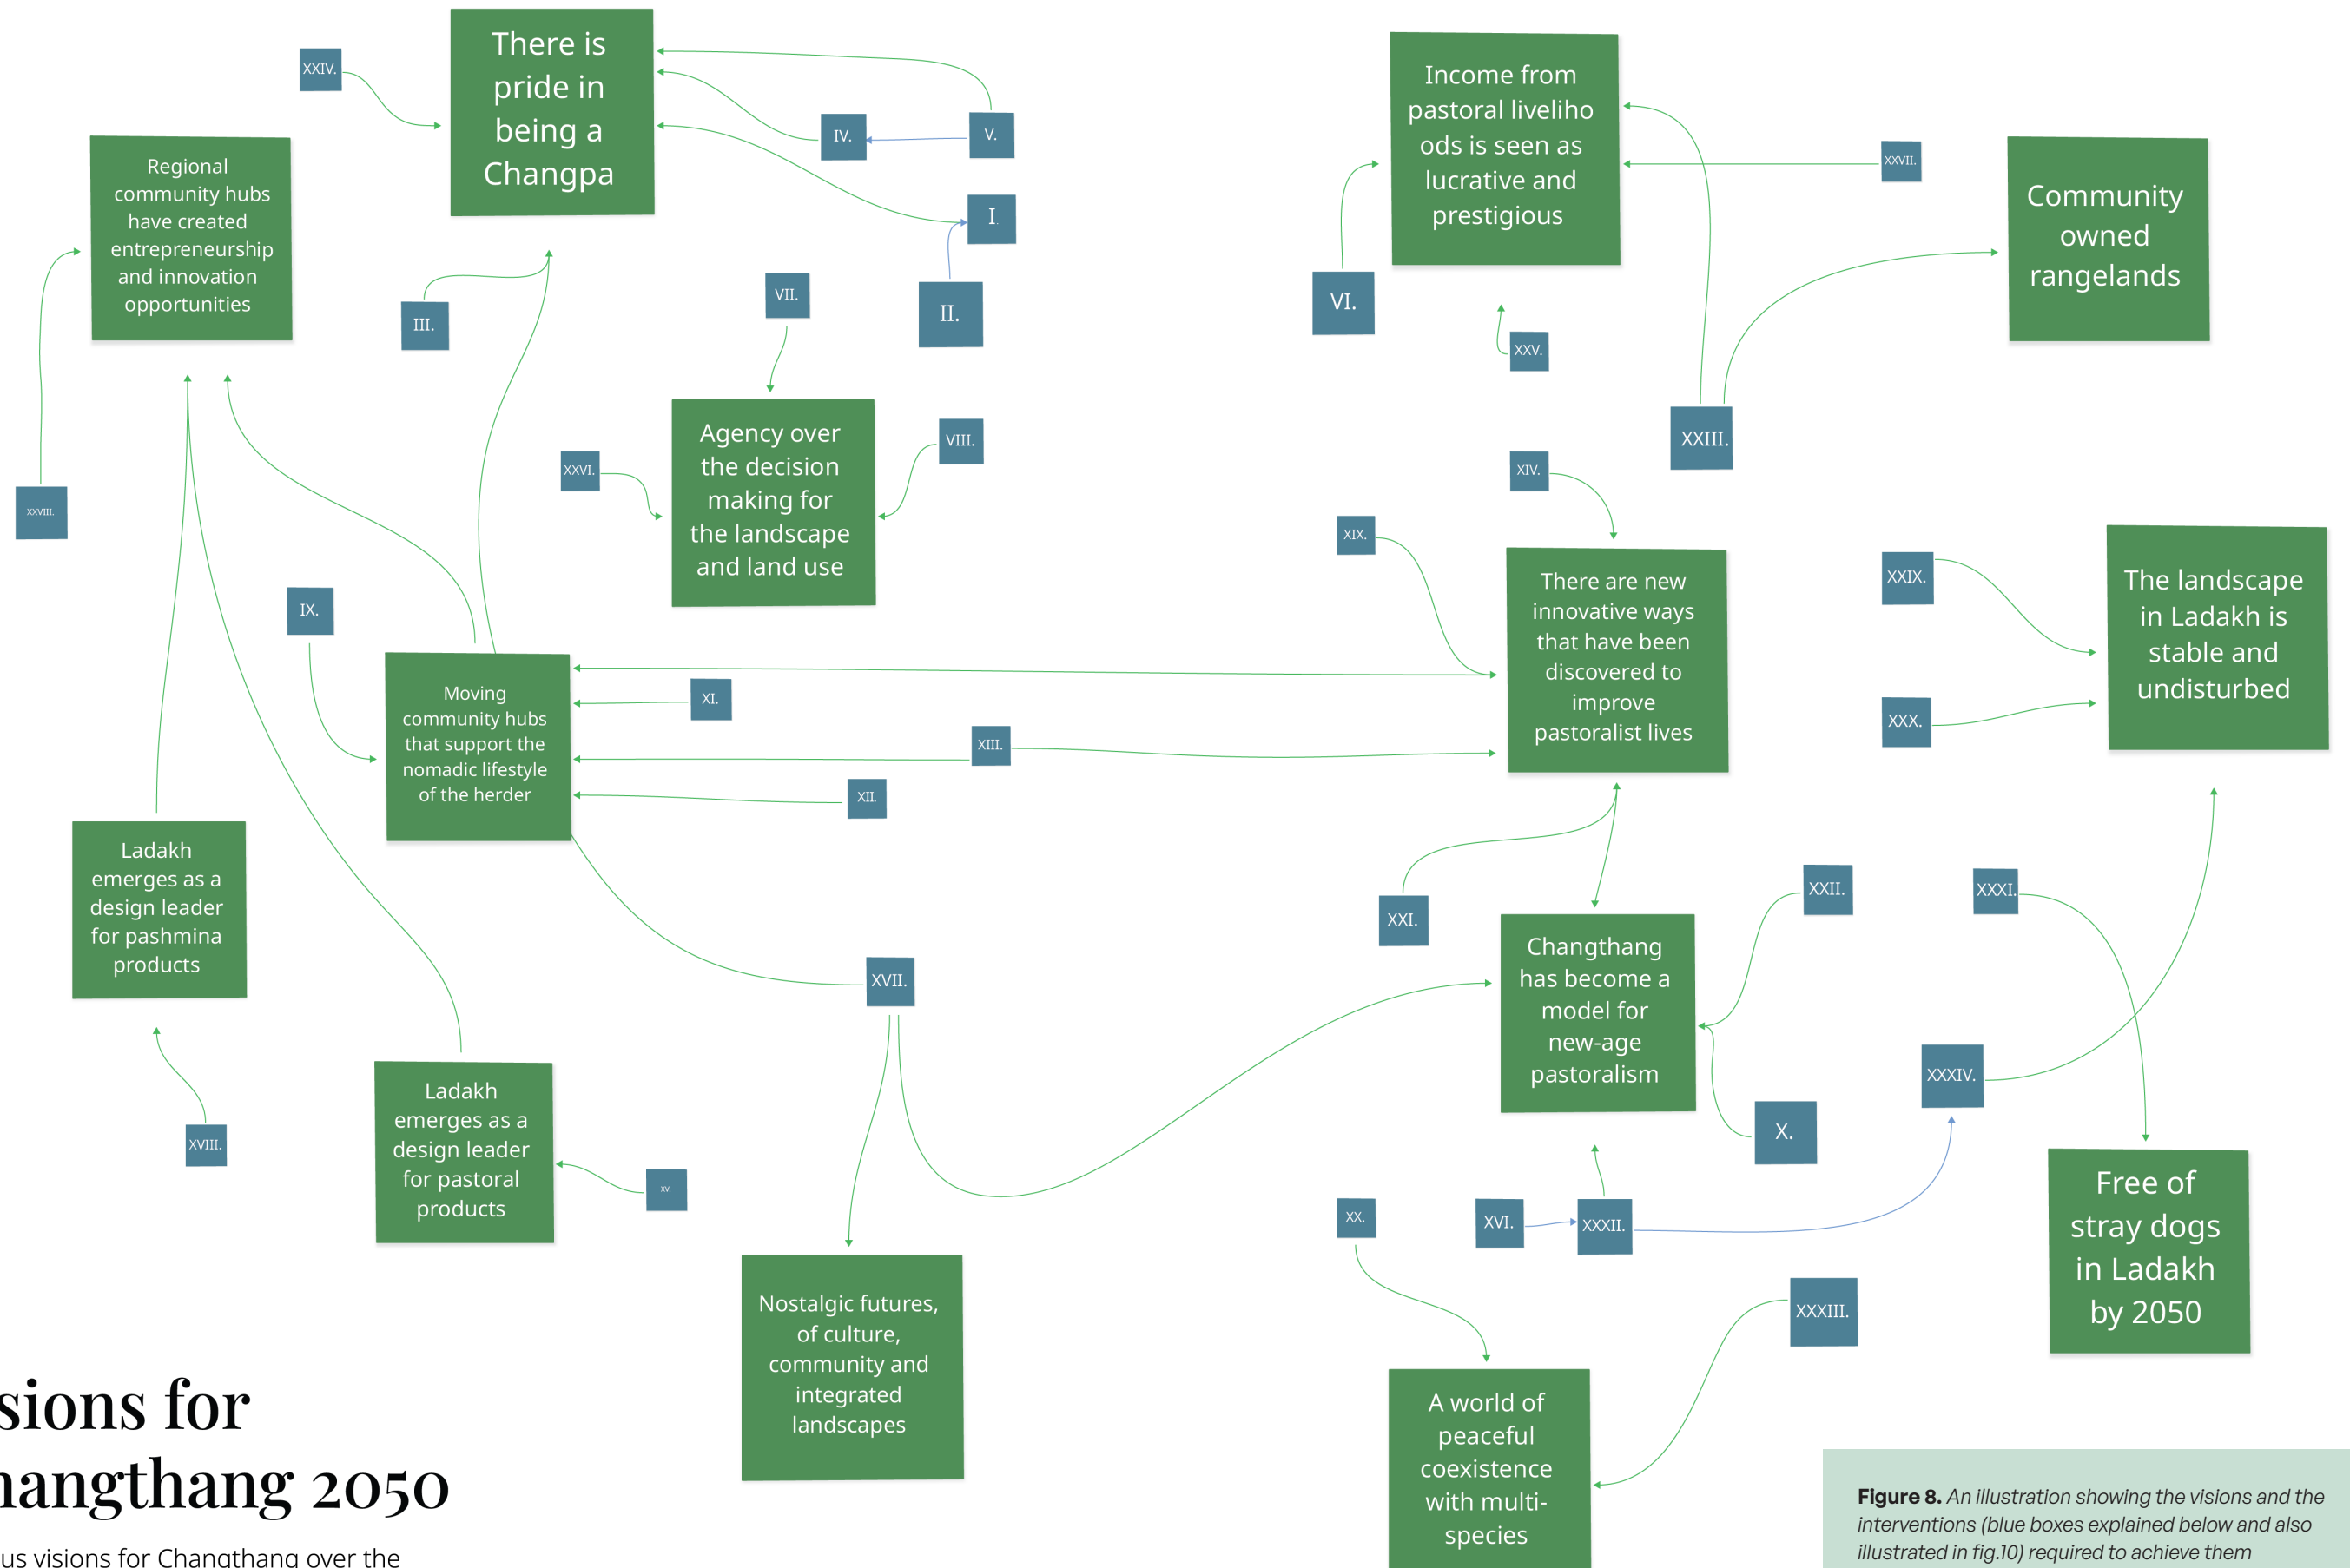 There is
pride in
being a
Changpa
XXIV.
IV.
V.
I.
II.
III.
Regional
community hubs
have created
entrepreneurship
and innovation
opportunities
XXVIII.
VII.
Agency over
the decision
making for
the landscape
and land use
XXVI.
VIII.
Income from
pastoral liveliho
ods is seen as
lucrative and
prestigious
VI.
XXV.
XXVII.
XXIII.
Community
owned
rangelands
XIV.
XIX.
There are new
innovative ways
that have been
discovered to
improve
pastoralist lives
XXIX.
XXX.
The landscape
in Ladakh is
stable and
undisturbed
IX.
Moving
community hubs
that support the
nomadic lifestyle
of the herder
XI.
XIII.
XII.
Ladakh
emerges as a
design leader
for pashmina
products
XVIII.
Ladakh
emerges as a
design leader
for pastoral
products
XV.
XVII.
Nostalgic futures,
of culture,
community and
integrated
landscapes
XXI.
Changthang
has become a
model for
new-age
pastoralism
XXII.
X.
XXXI.
XXXIV.
XX.
XVI.
XXXII.
XXXIII.
Free of
stray dogs
in Ladakh
by 2050
A world of
peaceful
coexistence
with multi-
species
sions for
hangthang 2050
us visions for Changthang over the
Figure 8. An illustration showing the visions and the
interventions (blue boxes explained below and also
illustrated in fig.10) required to achieve them